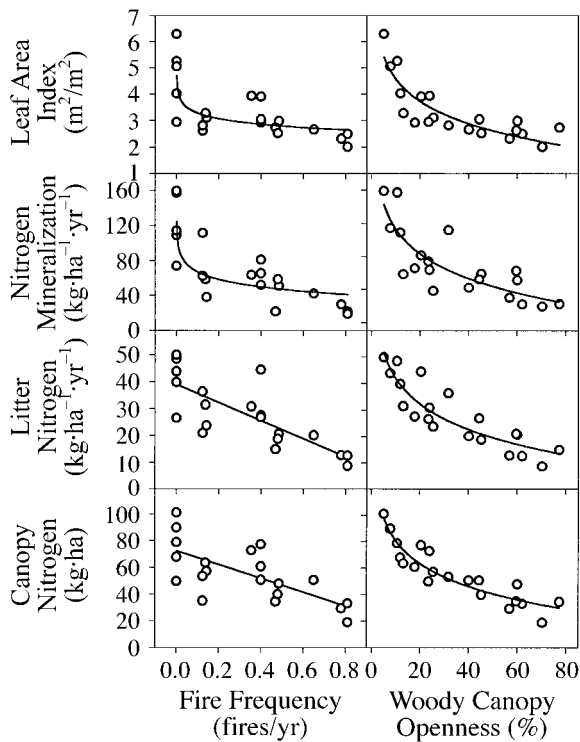 Leaf Area
Index
(m²/m²)
7
6
5
4
3
2
1
Nitrogen
Mineralization
(kg·ha⁻¹·yr⁻¹)
160
120
80
40
0
Litter
Nitrogen
(kg·ha⁻¹·yr⁻¹)
50
40
30
20
10
0
Canopy
Nitrogen
(kg·ha)
100
80
60
40
20
0
0.0 0.2 0.4 0.6 0.8
0 20 40 60 80
Fire Frequency
(fires/yr)
Woody Canopy
Openness (%)